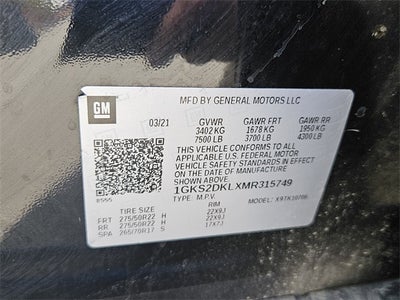 GM
MFD BY GENERAL MOTORS LLC
03/21 GVWR GAWR FRT GAWR RR
3402 KG 1678 KG 1950 KG
7500 LB 3700 LB 4300 LB
THIS VEHICLE CONFORMS TO ALL
APPLICABLE U.S. FEDERAL MOTOR
VEHICLE SAFETY STANDARDS IN EFFECT
ON THE DATE OF MANUFACTURE
SHOWN ABOVE.
1GKS2DKLXMR315749
TYPE: M.P.V.
TIRE SIZE RIM
FRT 275/50R22 H 22X9J
RR 275/50R22 H 22X9J
SPA 265/70R17 S 17X7J